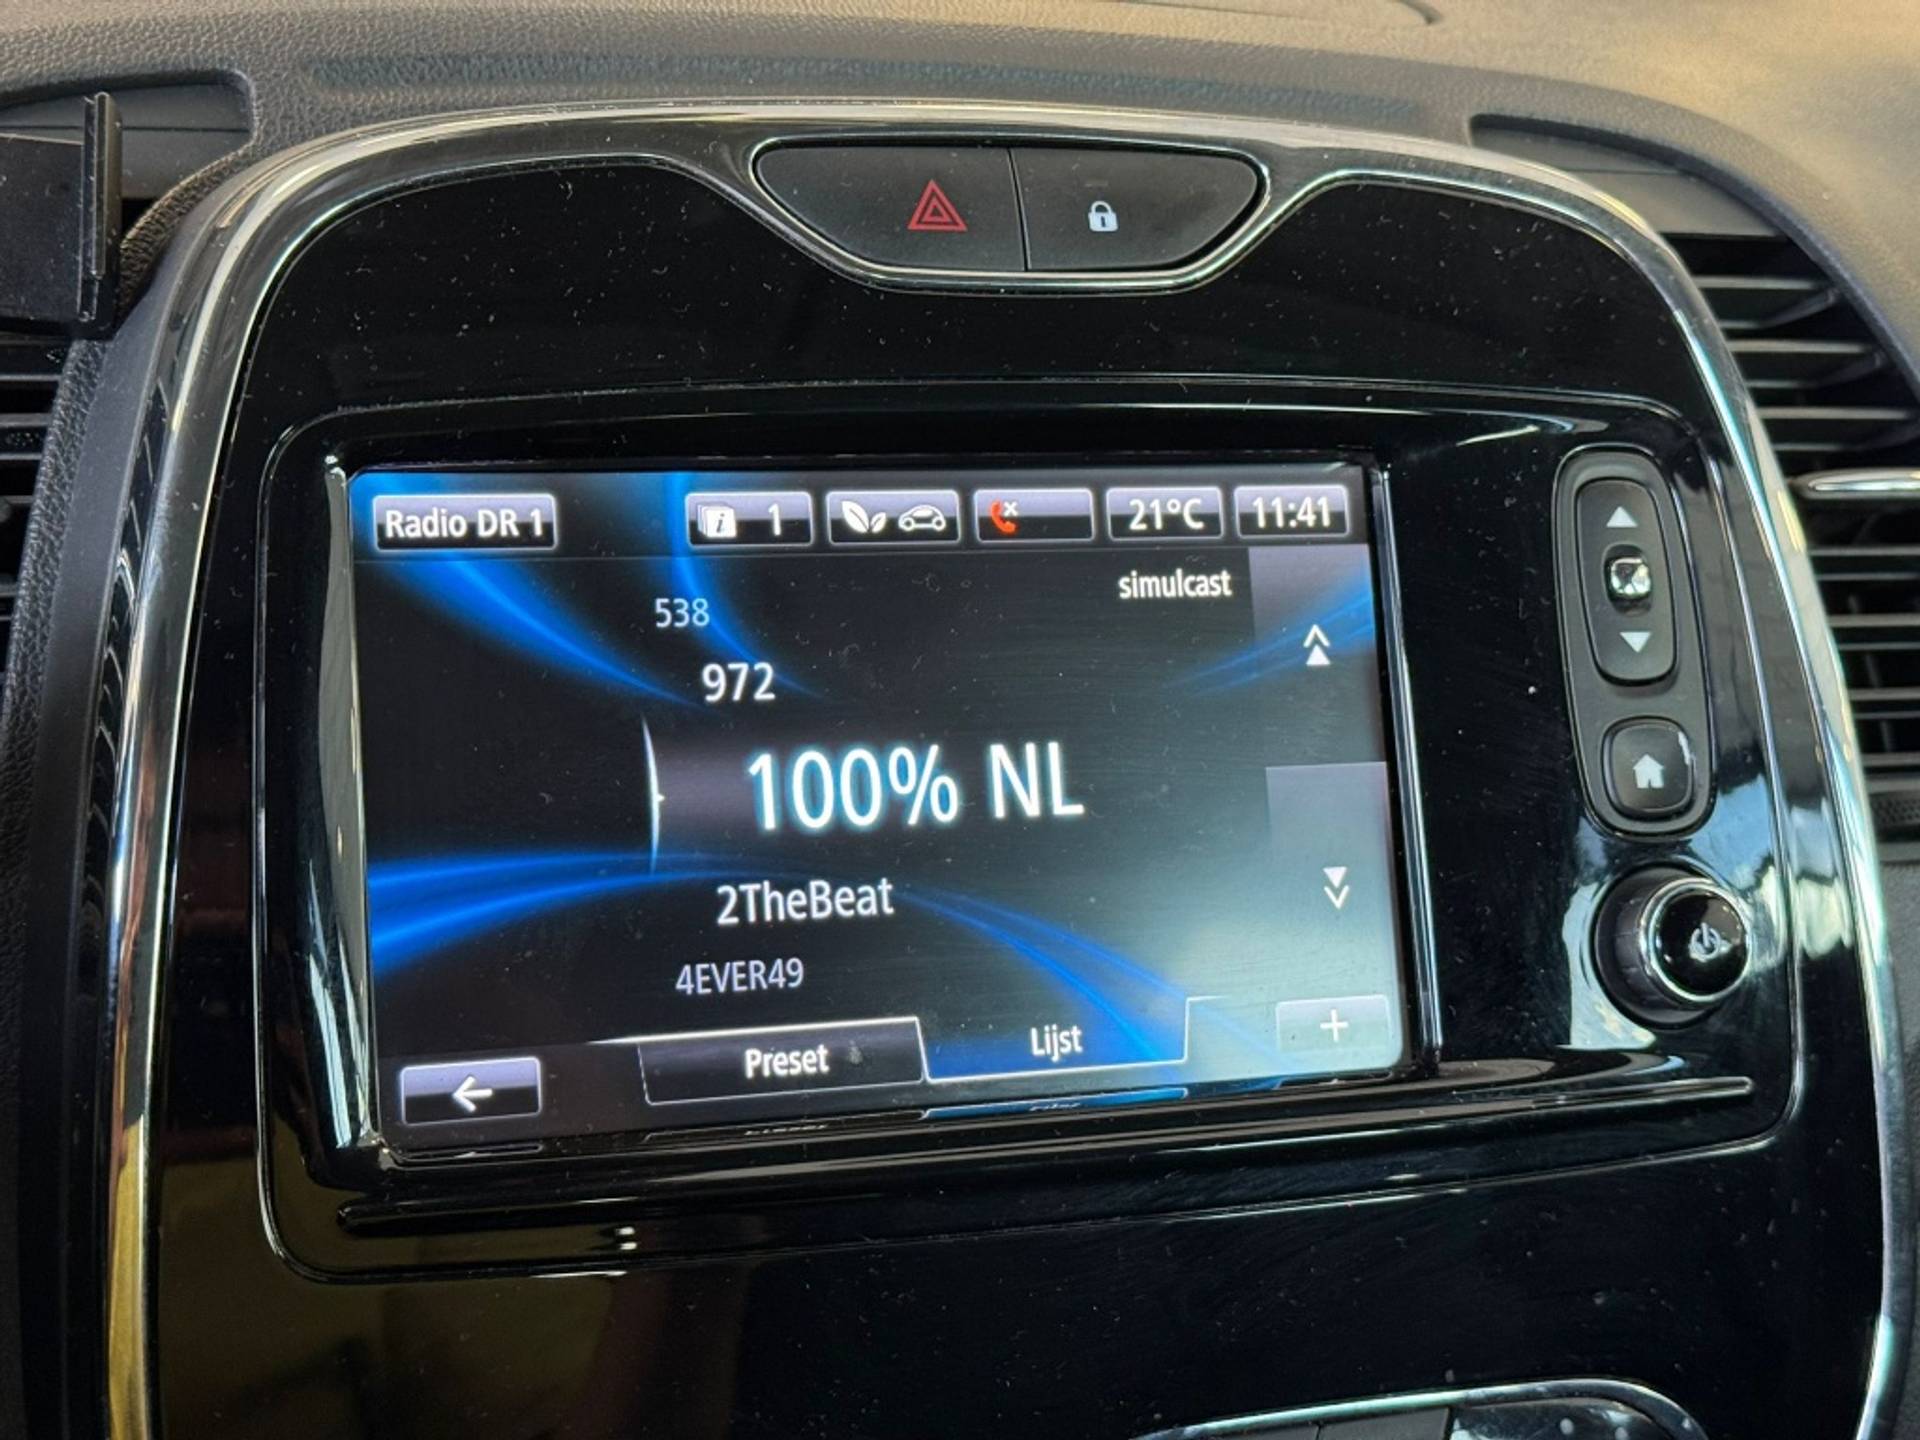 Radio DR 1
1
21°C
11:41
simulcast
538
972
100% NL
2TheBeat
4EVER49
Preset
Lijst
+